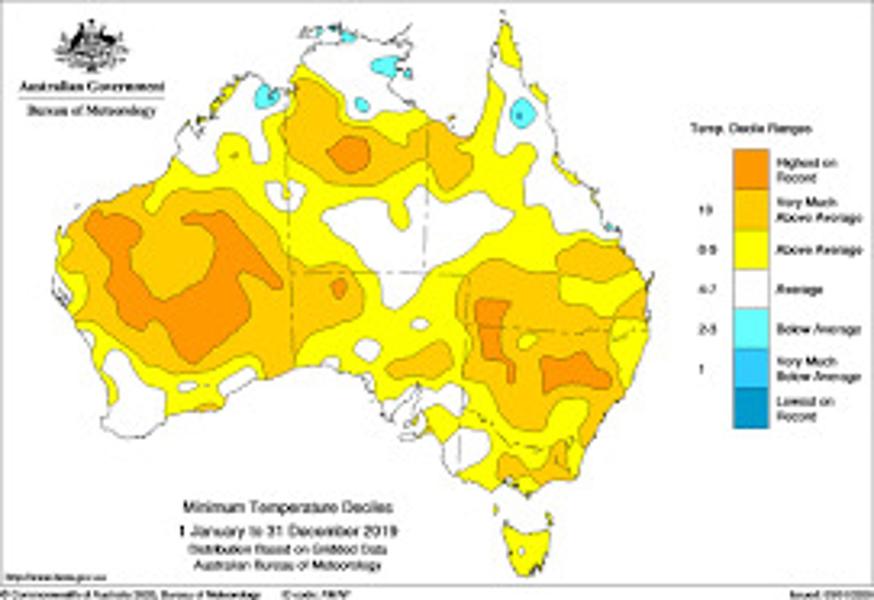 Australian Government
Bureau of Meteorology
Temp. Decile Ranges
Highest on
Record
10
Very Much
Above Average
8-9
Above Average
4-7
Average
2-3
Below Average
1
Very Much
Below Average
Lowest on
Record
Minimum Temperature Deciles
1 January to 31 December 2019
Distribution Based on Gridded Data
Australian Bureau of Meteorology
http://www.bom.gov.au
© Commonwealth of Australia 2020, Bureau of Meteorology
ID code:
Issued: